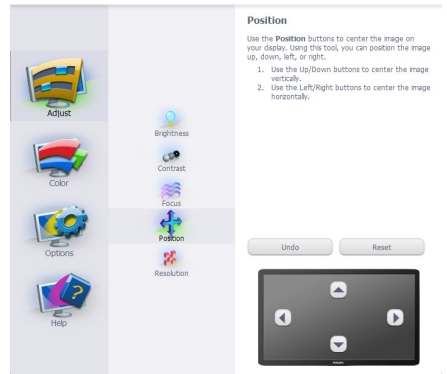 Position
Use the Position buttons to center the image on
your display. Using this tool, you can position the image
up, down, left, or right.
1. Use the Up/Down buttons to center the image
vertically.
2. Use the Left/Right buttons to center the image
horizontally.
Adjust
Color
Options
Help
Brightness
Contrast
Focus
Position
Resolution
Undo
Reset
PHILIPS